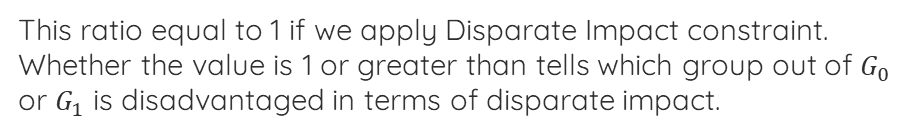 This ratio equal to 1 if we apply Disparate Impact constraint.
Whether the value is 1 or greater than tells which group out of G₀
or G₁ is disadvantaged in terms of disparate impact.